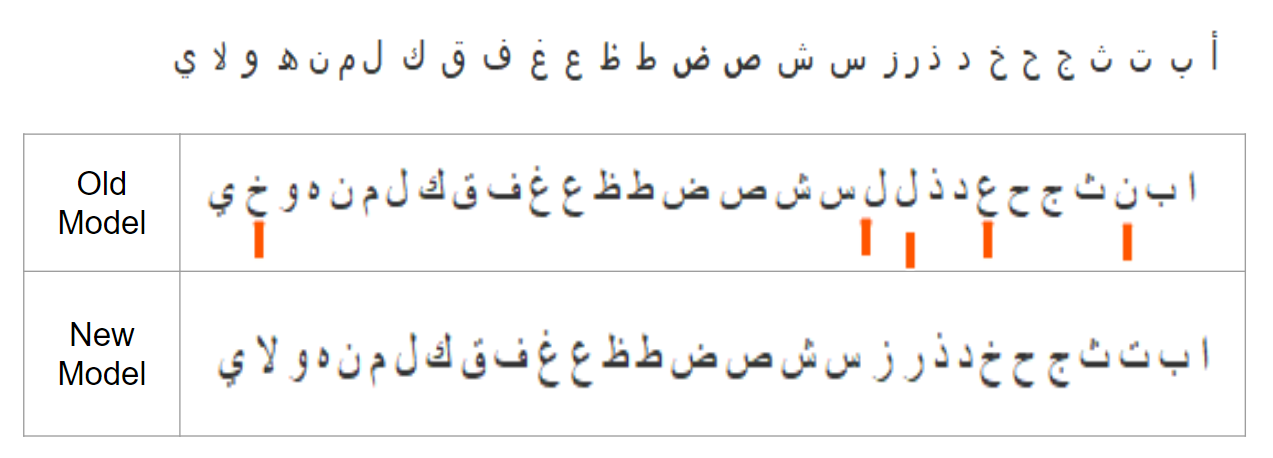 أ ب ت ث ج ح خ د ذ ر ز س ش ص ض ط ظ ع غ ف ق ك ل م ن ه و لا ي
Old
Model
ا ب ن ث ج ح ع د ذ ل ل س ش ص ض ط ظ ع غ ف ق ك ل م ن ه و خ ي
New
Model
ا ب ت ث ج ح خ د ذ ر ز س ش ص ض ط ظ ع غ ف ق ك ل م ن ه و لا ي